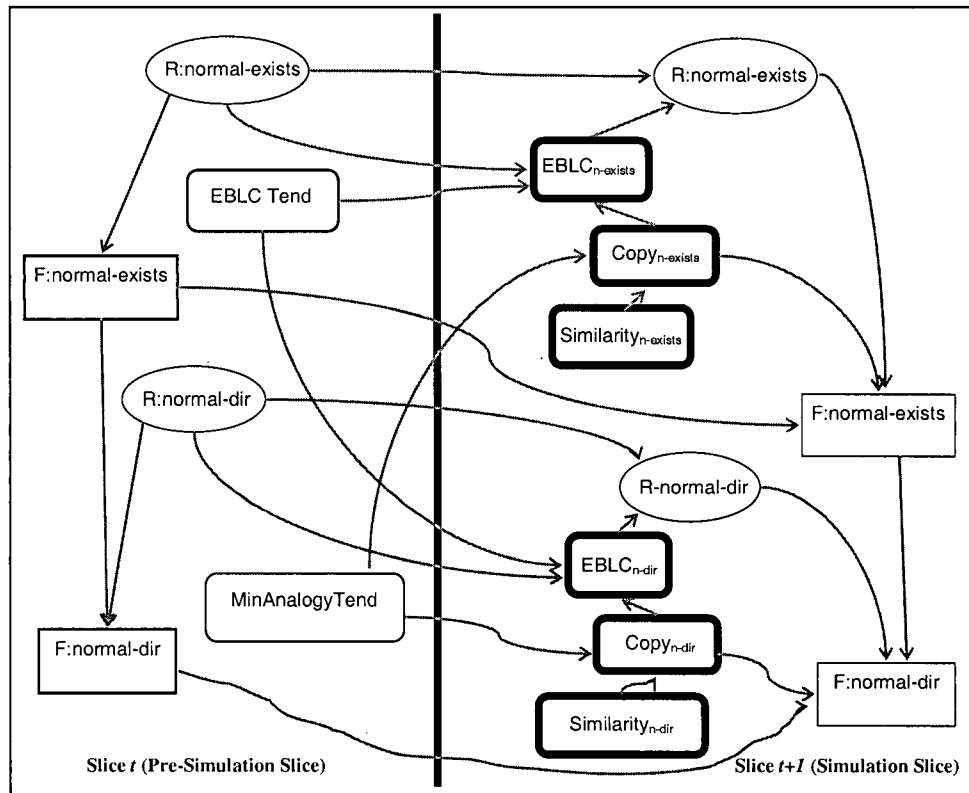 R:normal-exists
R:normal-exists
EBLCn-exists
EBLC Tend
Copyn-exists
F:normal-exists
Similarityn-exists
R:normal-dir
F:normal-exists
R-normal-dir
EBLCn-dir
MinAnalogyTend
Copyn-dir
F:normal-dir
F:normal-dir
Similarityn-dir
Slice t (Pre-Simulation Slice)
Slice t+1 (Simulation Slice)